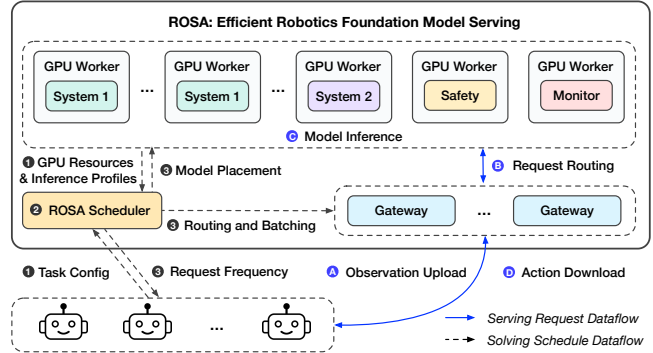 ROSA: Efficient Robotics Foundation Model Serving
GPU Worker
System 1
...
GPU Worker
System 1
...
GPU Worker
System 2
GPU Worker
Safety
GPU Worker
Monitor
C Model Inference
1 GPU Resources
& Inference Profiles
3 Model Placement
B Request Routing
2 ROSA Scheduler
3 Routing and Batching
Gateway
...
Gateway
1 Task Config
3 Request Frequency
A Observation Upload
D Action Download
...
Serving Request Dataflow
Solving Schedule Dataflow